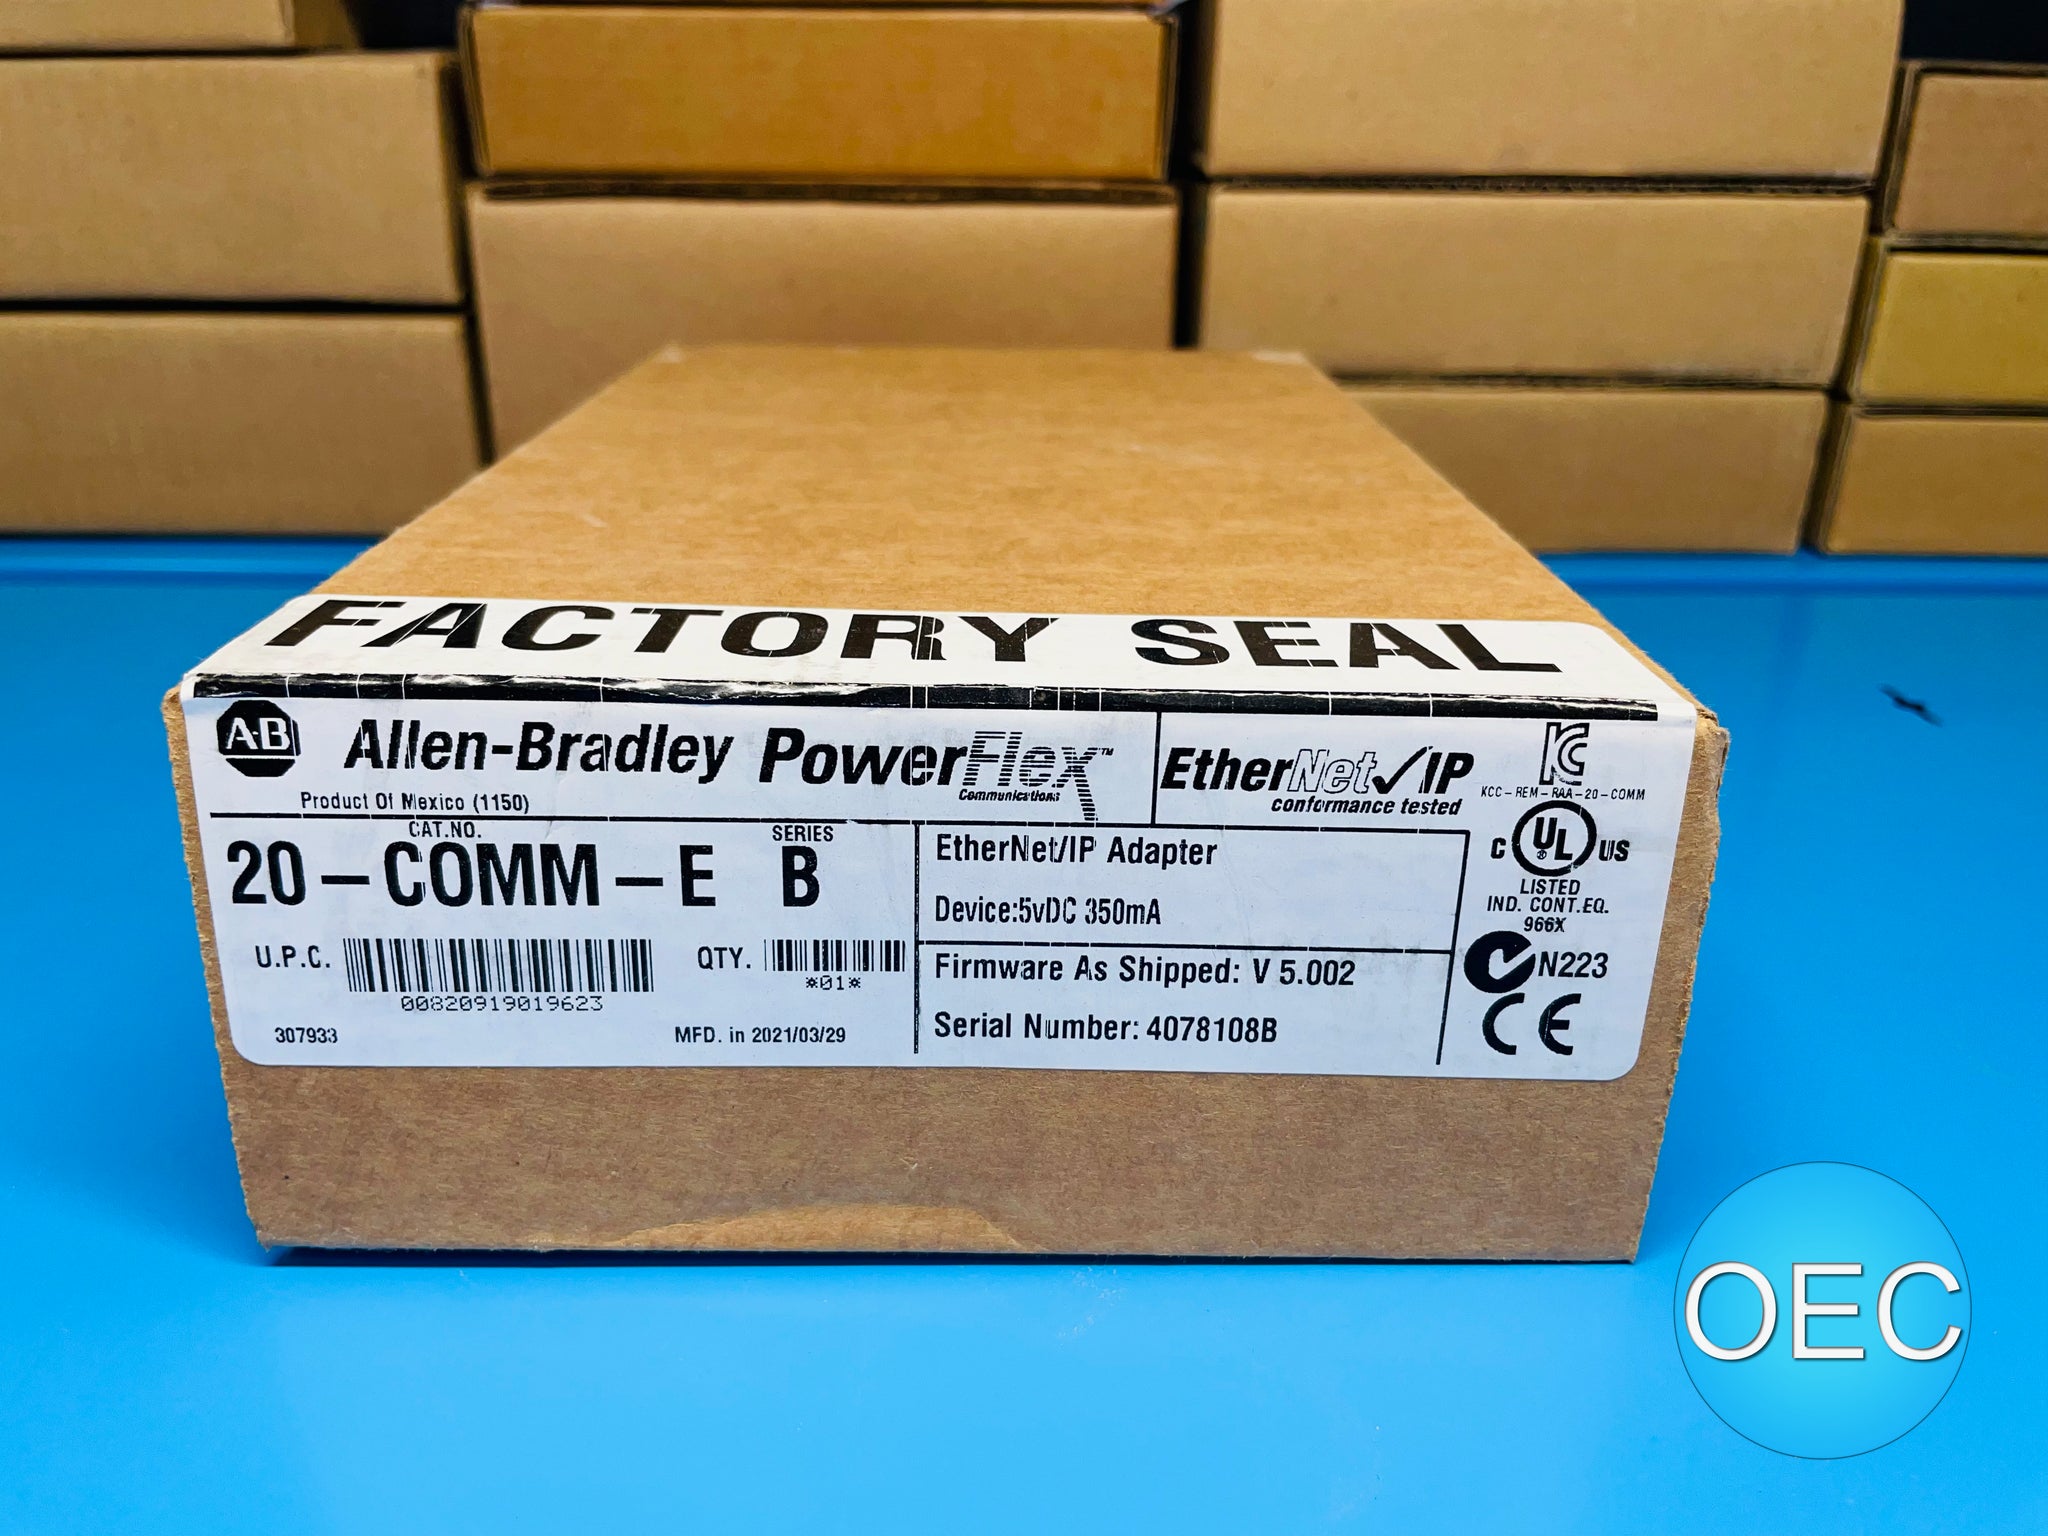 FACTORY SEAL
A-B Allen-Bradley PowerFlex™
Communications
Product Of Mexico (1150)
EtherNet/IP
conformance tested
KC
KCC-REM-RAA-20-COMM
CAT.NO. SERIES
20-COMM-E B
U.P.C.
00820919019623
QTY.
*01*
307933 MFD. in 2021/03/29
EtherNet/IP Adapter
Device:5vDC 350mA
Firmware As Shipped: V 5.002
Serial Number: 4078108B
C UL US
LISTED
IND. CONT.EQ.
966X
N223
CE
OEC